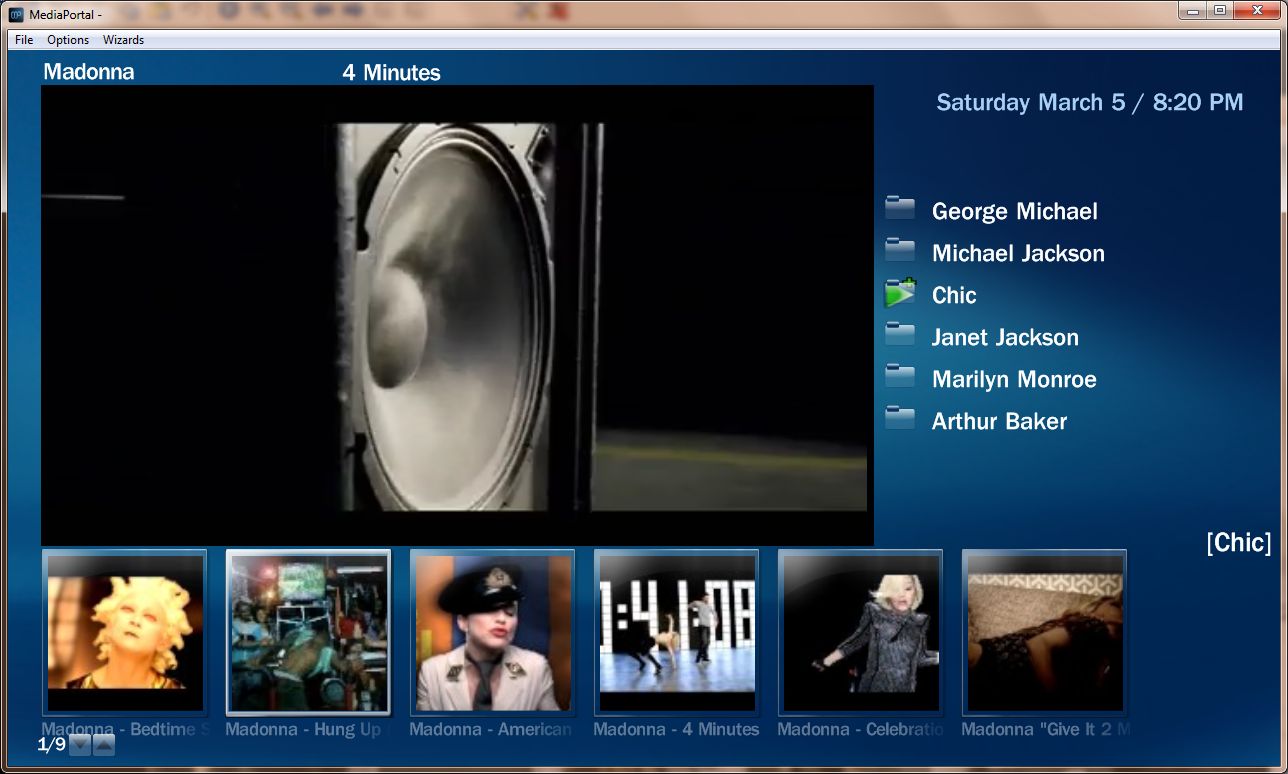 MediaPortal -
File Options Wizards
Madonna 4 Minutes
Saturday March 5 / 8:20 PM
George Michael
Michael Jackson
Chic
Janet Jackson
Marilyn Monroe
Arthur Baker
[Chic]
Madonna - Bedtime S
Madonna - Hung Up
Madonna - American
Madonna - 4 Minutes
Madonna - Celebratio
Madonna "Give It 2 M
1/9